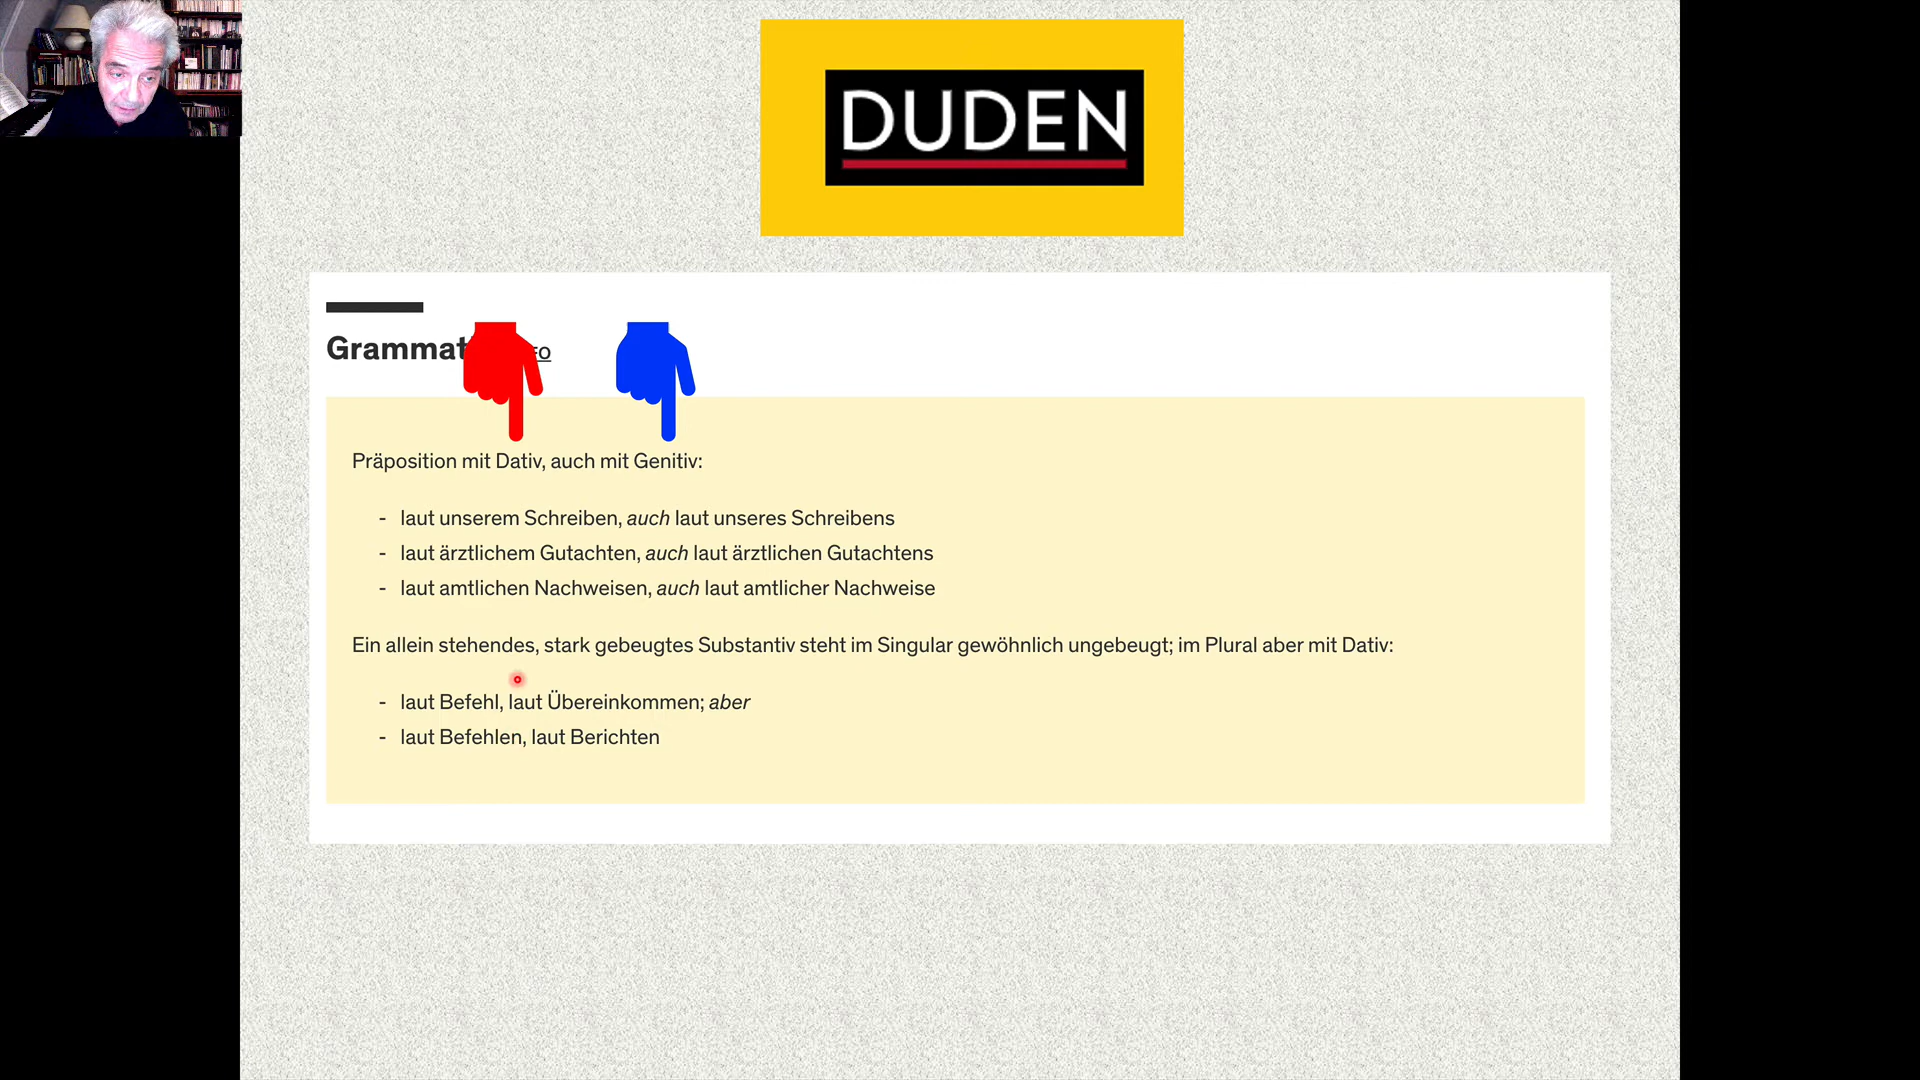 DUDEN
Grammat
Präposition mit Dativ, auch mit Genitiv:
- laut unserem Schreiben, auch laut unseres Schreibens
- laut ärztlichem Gutachten, auch laut ärztlichen Gutachtens
- laut amtlichen Nachweisen, auch laut amtlicher Nachweise
Ein allein stehendes, stark gebeugtes Substantiv steht im Singular gewöhnlich ungebeugt; im Plural aber mit Dativ:
- laut Befehl, laut Übereinkommen; aber
- laut Befehlen, laut Berichten